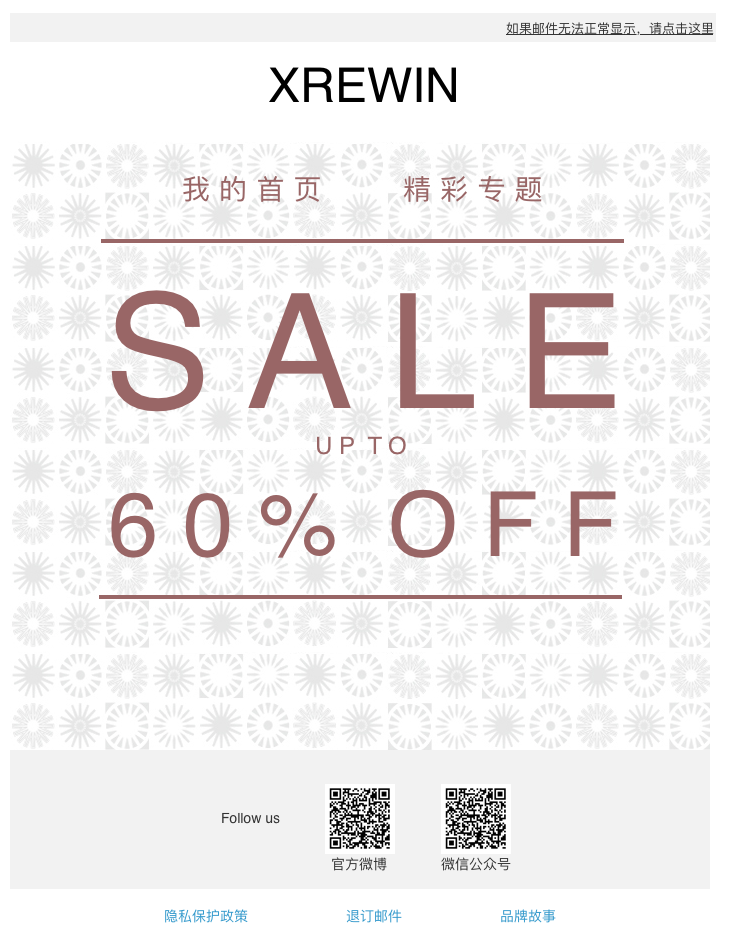 如果邮件无法正常显示，请点击这里
XREWIN
我的首页 精彩专题
SALE
UP TO
60% OFF
Follow us
官方微博 微信公众号
隐私保护政策 退订邮件 品牌故事